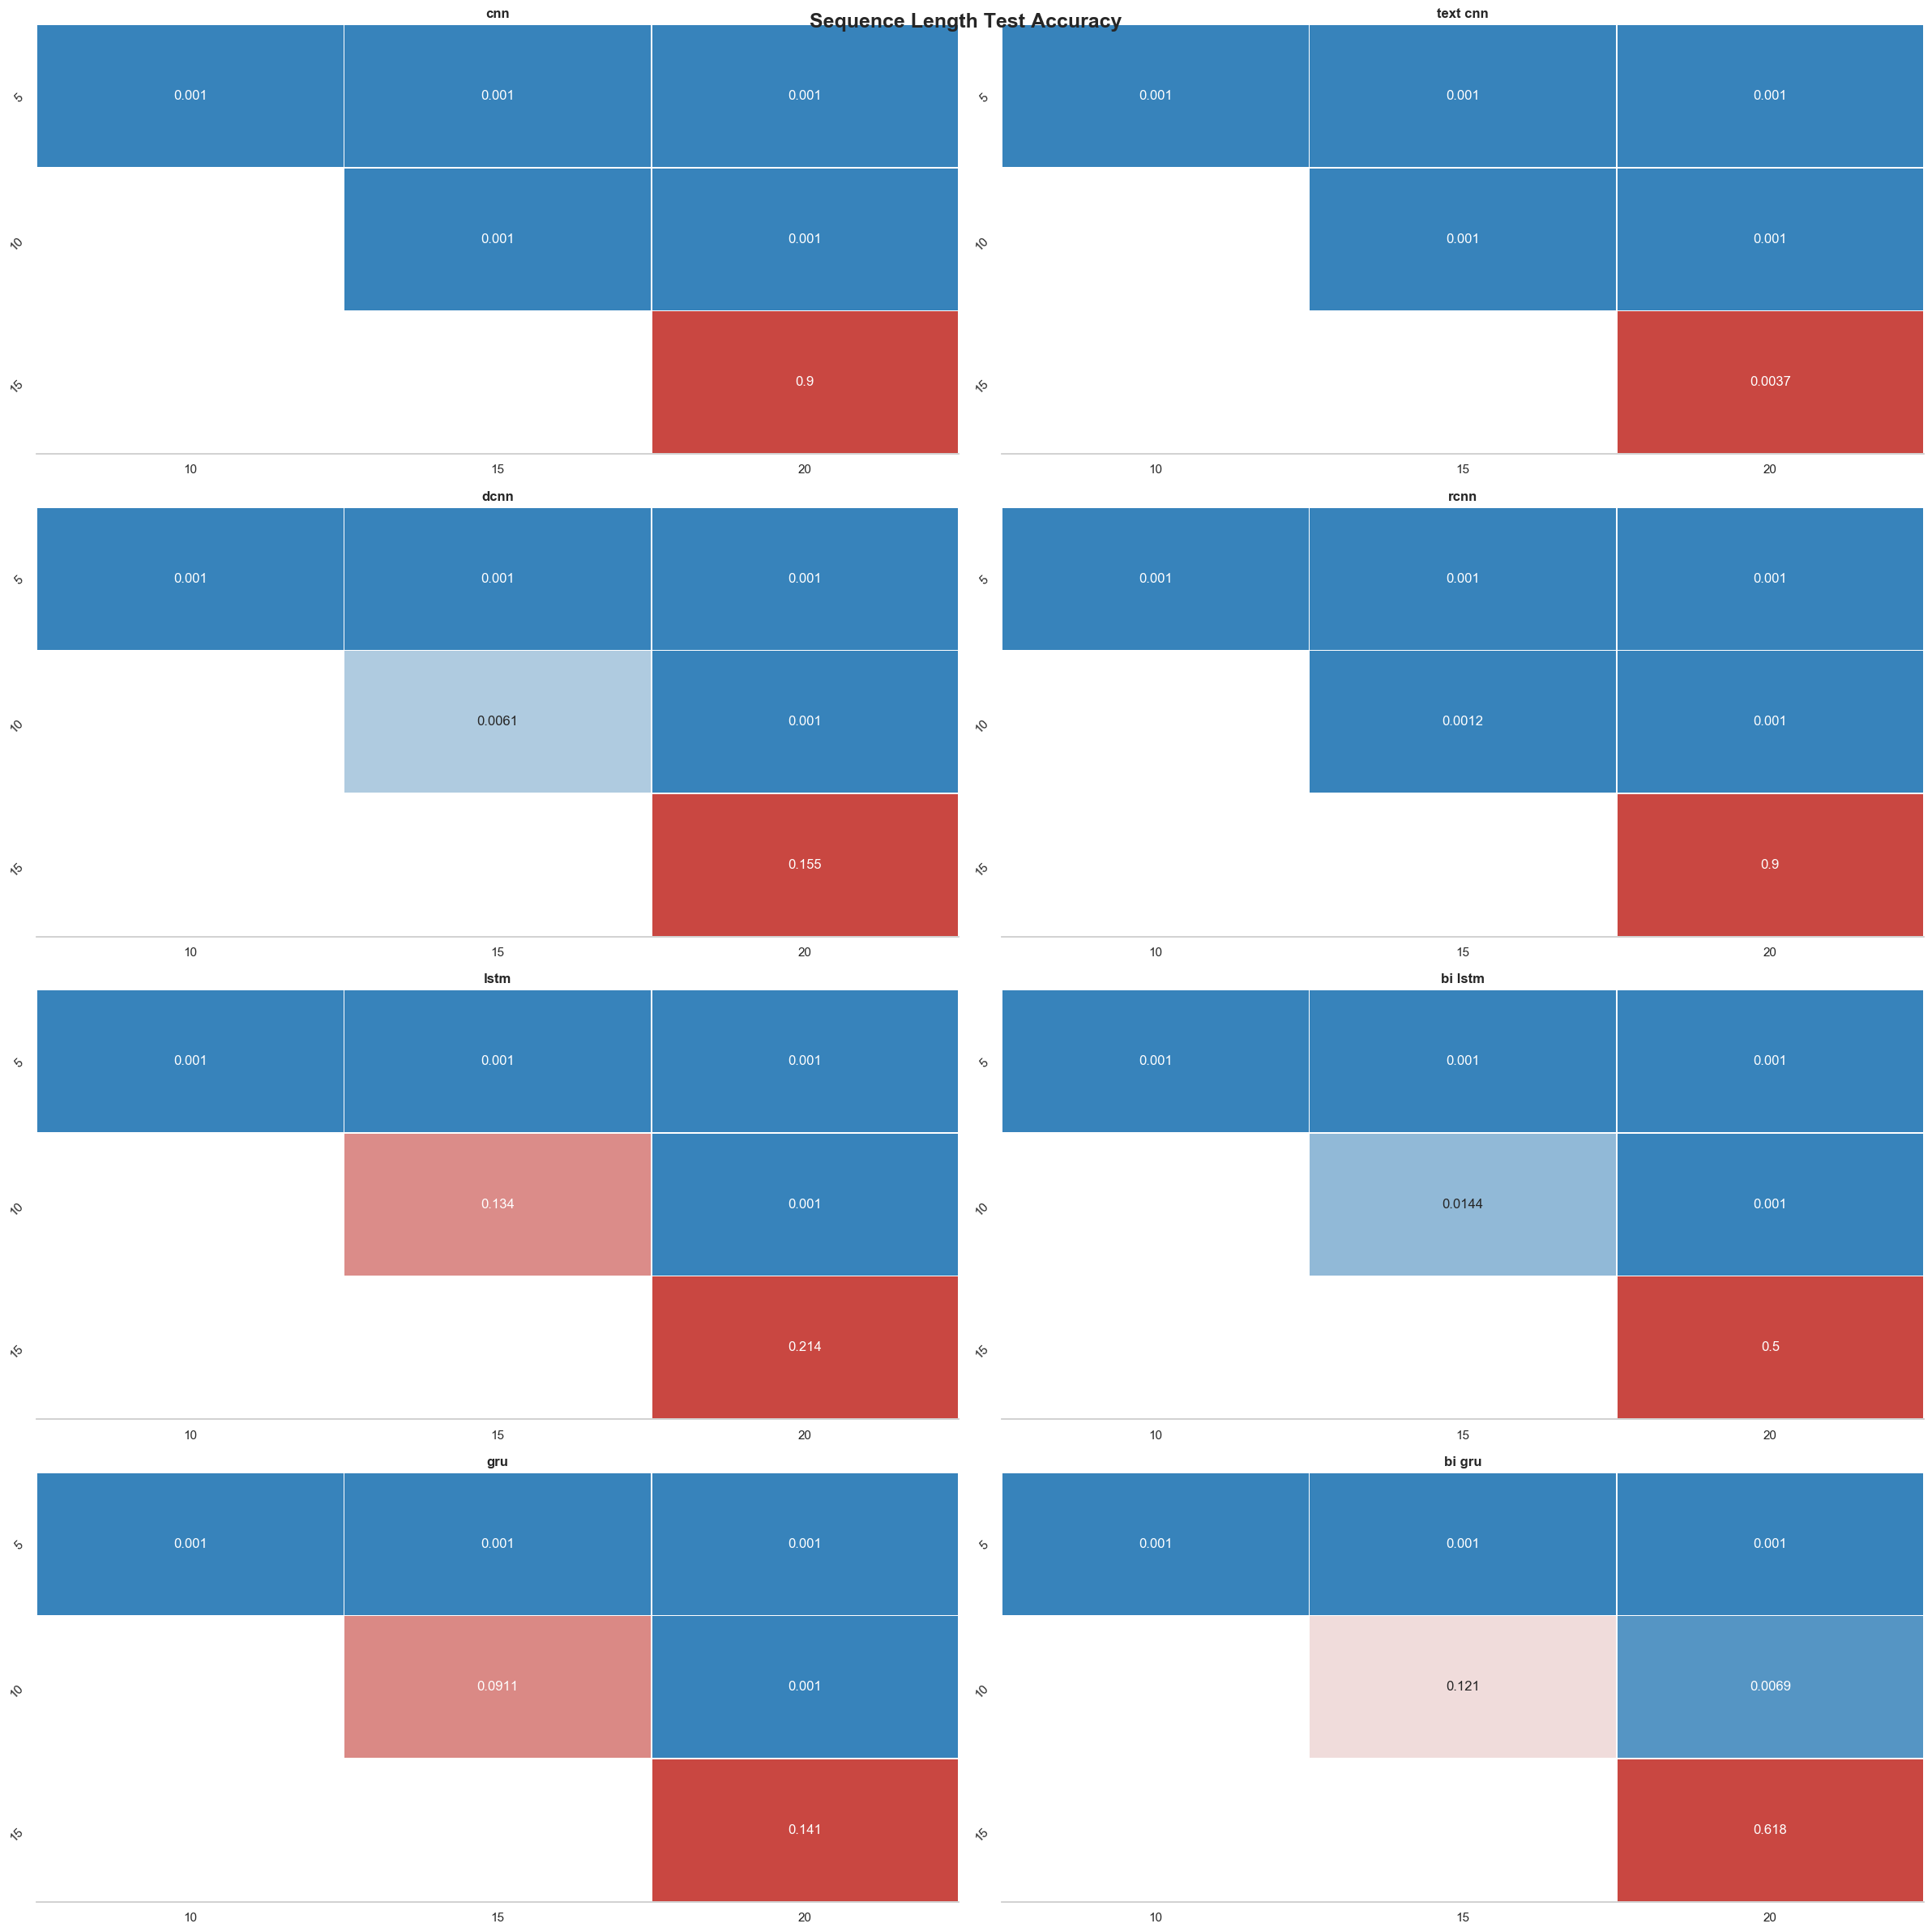 Sequence Length Test Accuracy
cnn
5 0.001 0.001 0.001
10 0.001 0.001
15 0.9
10 15 20
text cnn
5 0.001 0.001 0.001
10 0.001 0.001
15 0.0037
10 15 20
dcnn
5 0.001 0.001 0.001
10 0.0061 0.001
15 0.155
10 15 20
rcnn
5 0.001 0.001 0.001
10 0.0012 0.001
15 0.9
10 15 20
lstm
5 0.001 0.001 0.001
10 0.134 0.001
15 0.214
10 15 20
bi lstm
5 0.001 0.001 0.001
10 0.0144 0.001
15 0.5
10 15 20
gru
5 0.001 0.001 0.001
10 0.0911 0.001
15 0.141
10 15 20
bi gru
5 0.001 0.001 0.001
10 0.121 0.0069
15 0.618
10 15 20